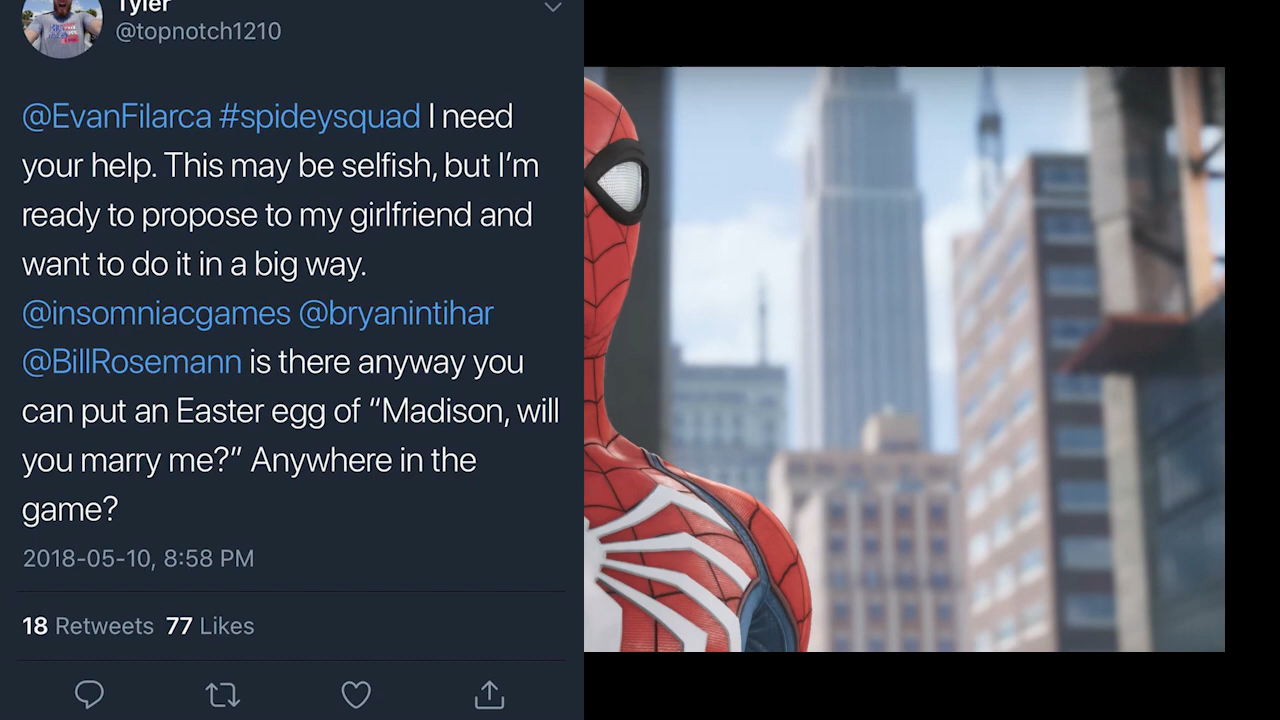 Tyler
@topnotch1210
@EvanFilarca #spideysquad I need
your help. This may be selfish, but I’m
ready to propose to my girlfriend and
want to do it in a big way.
@insomniacgames @bryanintihar
@BillRosemann is there anyway you
can put an Easter egg of “Madison, will
you marry me?” Anywhere in the
game?
2018-05-10, 8:58 PM
18 Retweets 77 Likes